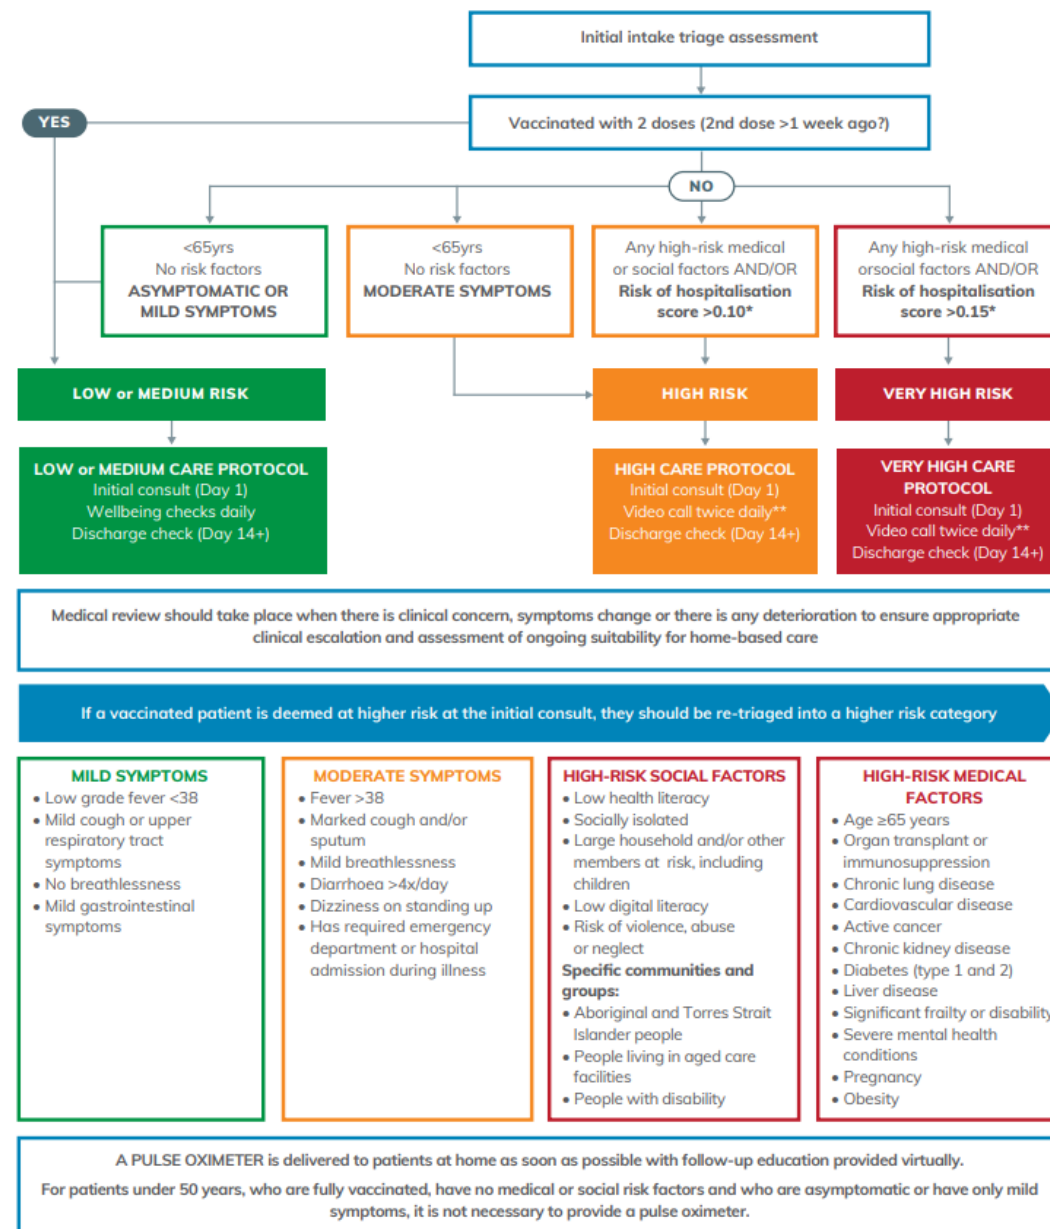 Initial intake triage assessment
YES
Vaccinated with 2 doses (2nd dose >1 week ago?)
NO
<65yrs
No risk factors
ASYMPTOMATIC OR
MILD SYMPTOMS
<65yrs
No risk factors
MODERATE SYMPTOMS
Any high-risk medical
or social factors AND/OR
Risk of hospitalisation
score >0.10*
Any high-risk medical
orsocial factors AND/OR
Risk of hospitalisation
score >0.15*
LOW or MEDIUM RISK
HIGH RISK
VERY HIGH RISK
LOW or MEDIUM CARE PROTOCOL
Initial consult (Day 1)
Wellbeing checks daily
Discharge check (Day 14+)
HIGH CARE PROTOCOL
Initial consult (Day 1)
Video call twice daily**
Discharge check (Day 14+)
VERY HIGH CARE
PROTOCOL
Initial consult (Day 1)
Video call twice daily**
Discharge check (Day 14+)
Medical review should take place when there is clinical concern, symptoms change or there is any deterioration to ensure appropriate
clinical escalation and assessment of ongoing suitability for home-based care
If a vaccinated patient is deemed at higher risk at the initial consult, they should be re-triaged into a higher risk category
MILD SYMPTOMS
• Low grade fever <38
• Mild cough or upper
respiratory tract
symptoms
• No breathlessness
• Mild gastrointestinal
symptoms
MODERATE SYMPTOMS
• Fever >38
• Marked cough and/or
sputum
• Mild breathlessness
• Diarrhoea >4x/day
• Dizziness on standing up
• Has required emergency
department or hospital
admission during illness
HIGH-RISK SOCIAL FACTORS
• Low health literacy
• Socially isolated
• Large household and/or other
members at risk, including
children
• Low digital literacy
• Risk of violence, abuse
or neglect
Specific communities and
groups:
• Aboriginal and Torres Strait
Islander people
• People living in aged care
facilities
• People with disability
HIGH-RISK MEDICAL
FACTORS
• Age ≥65 years
• Organ transplant or
immunosuppression
• Chronic lung disease
• Cardiovascular disease
• Active cancer
• Chronic kidney disease
• Diabetes (type 1 and 2)
• Liver disease
• Significant frailty or disability
• Severe mental health
conditions
• Pregnancy
• Obesity
A PULSE OXIMETER is delivered to patients at home as soon as possible with follow-up education provided virtually.
For patients under 50 years, who are fully vaccinated, have no medical or social risk factors and who are asymptomatic or have only mild
symptoms, it is not necessary to provide a pulse oximeter.